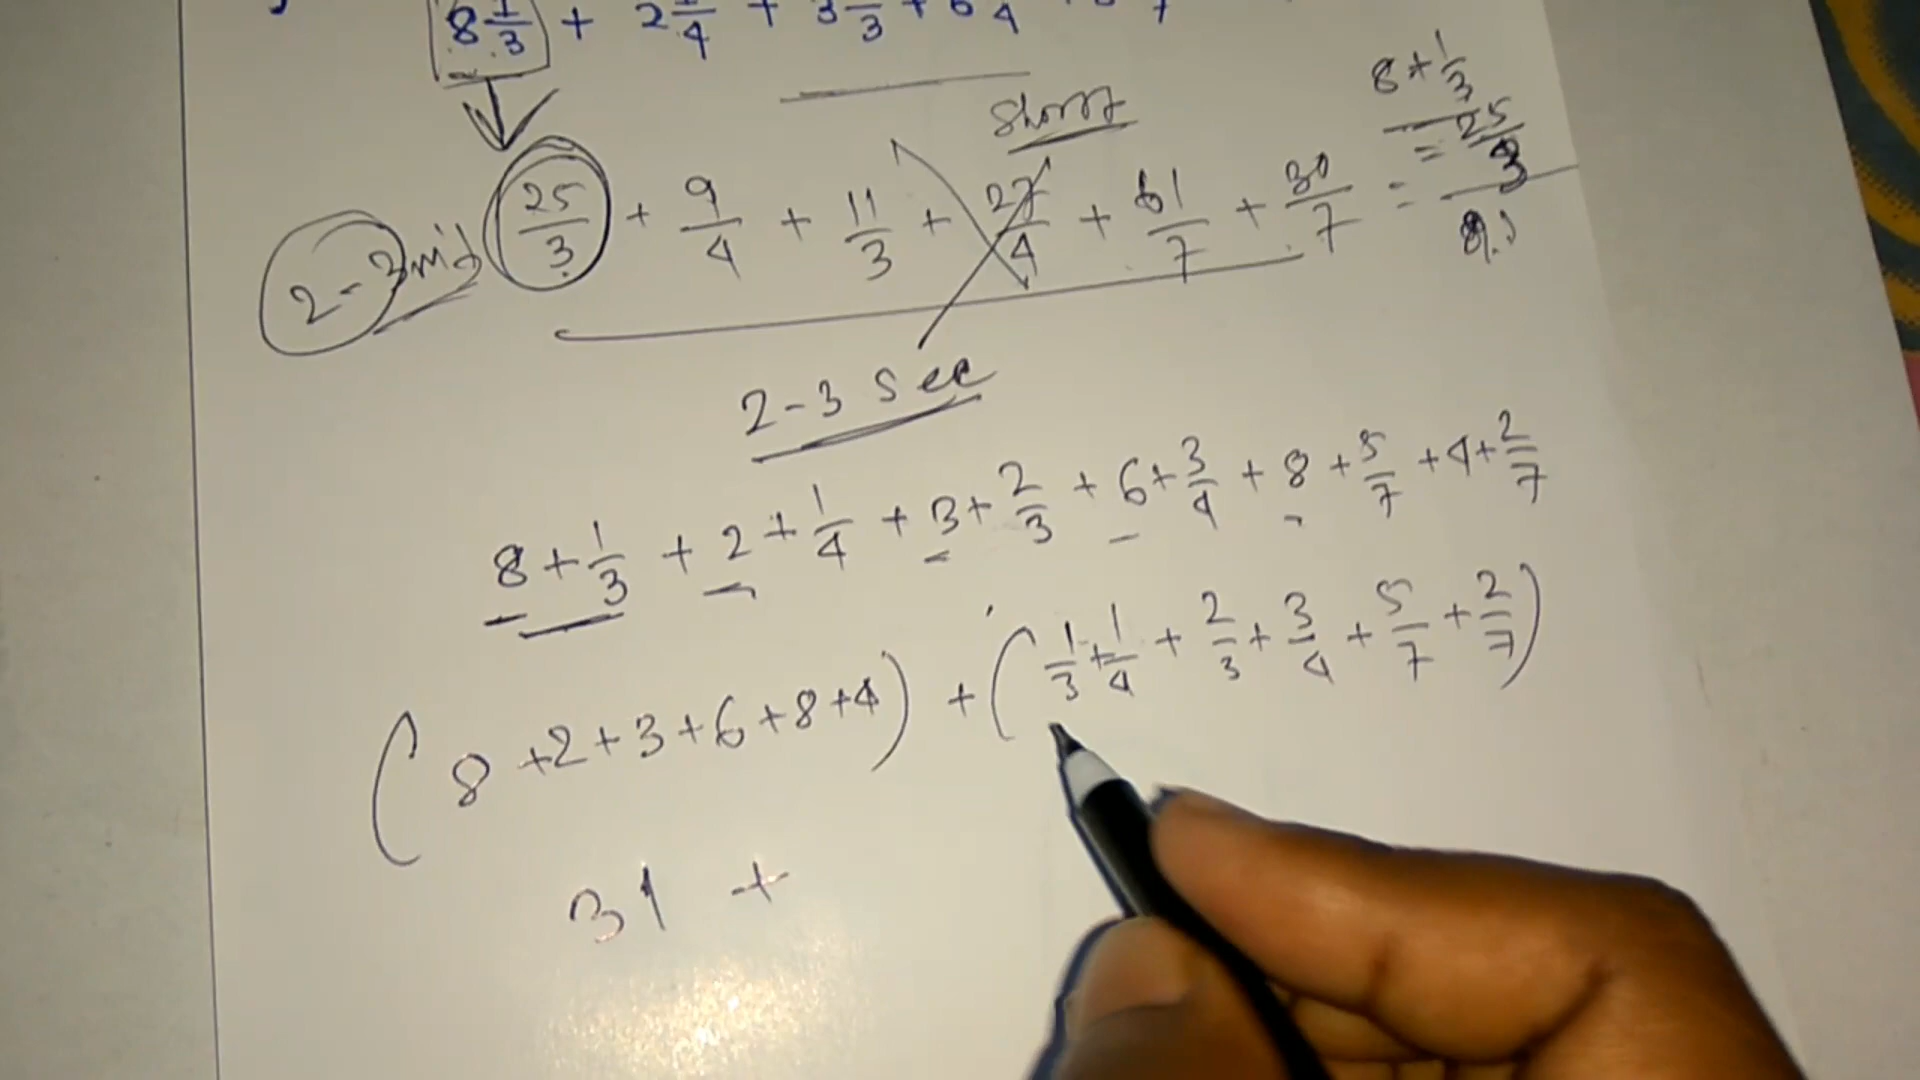 8 1/3 + 2 1/4 + 3 /3 + 6 /4 + 8 /7
8 + 1/3
= 25/3
short
2-3 min 25/3 + 9/4 + 11/3 + 27/4 + 61/7 + 30/7 =
2-3 sec
8 + 1/3 + 2 + 1/4 + 3 + 2/3 + 6 + 3/4 + 8 + 5/7 + 4 + 2/7
(8 + 2 + 3 + 6 + 8 + 4) + (1/3 + 1/4 + 2/3 + 3/4 + 5/7 + 2/7)
31 +